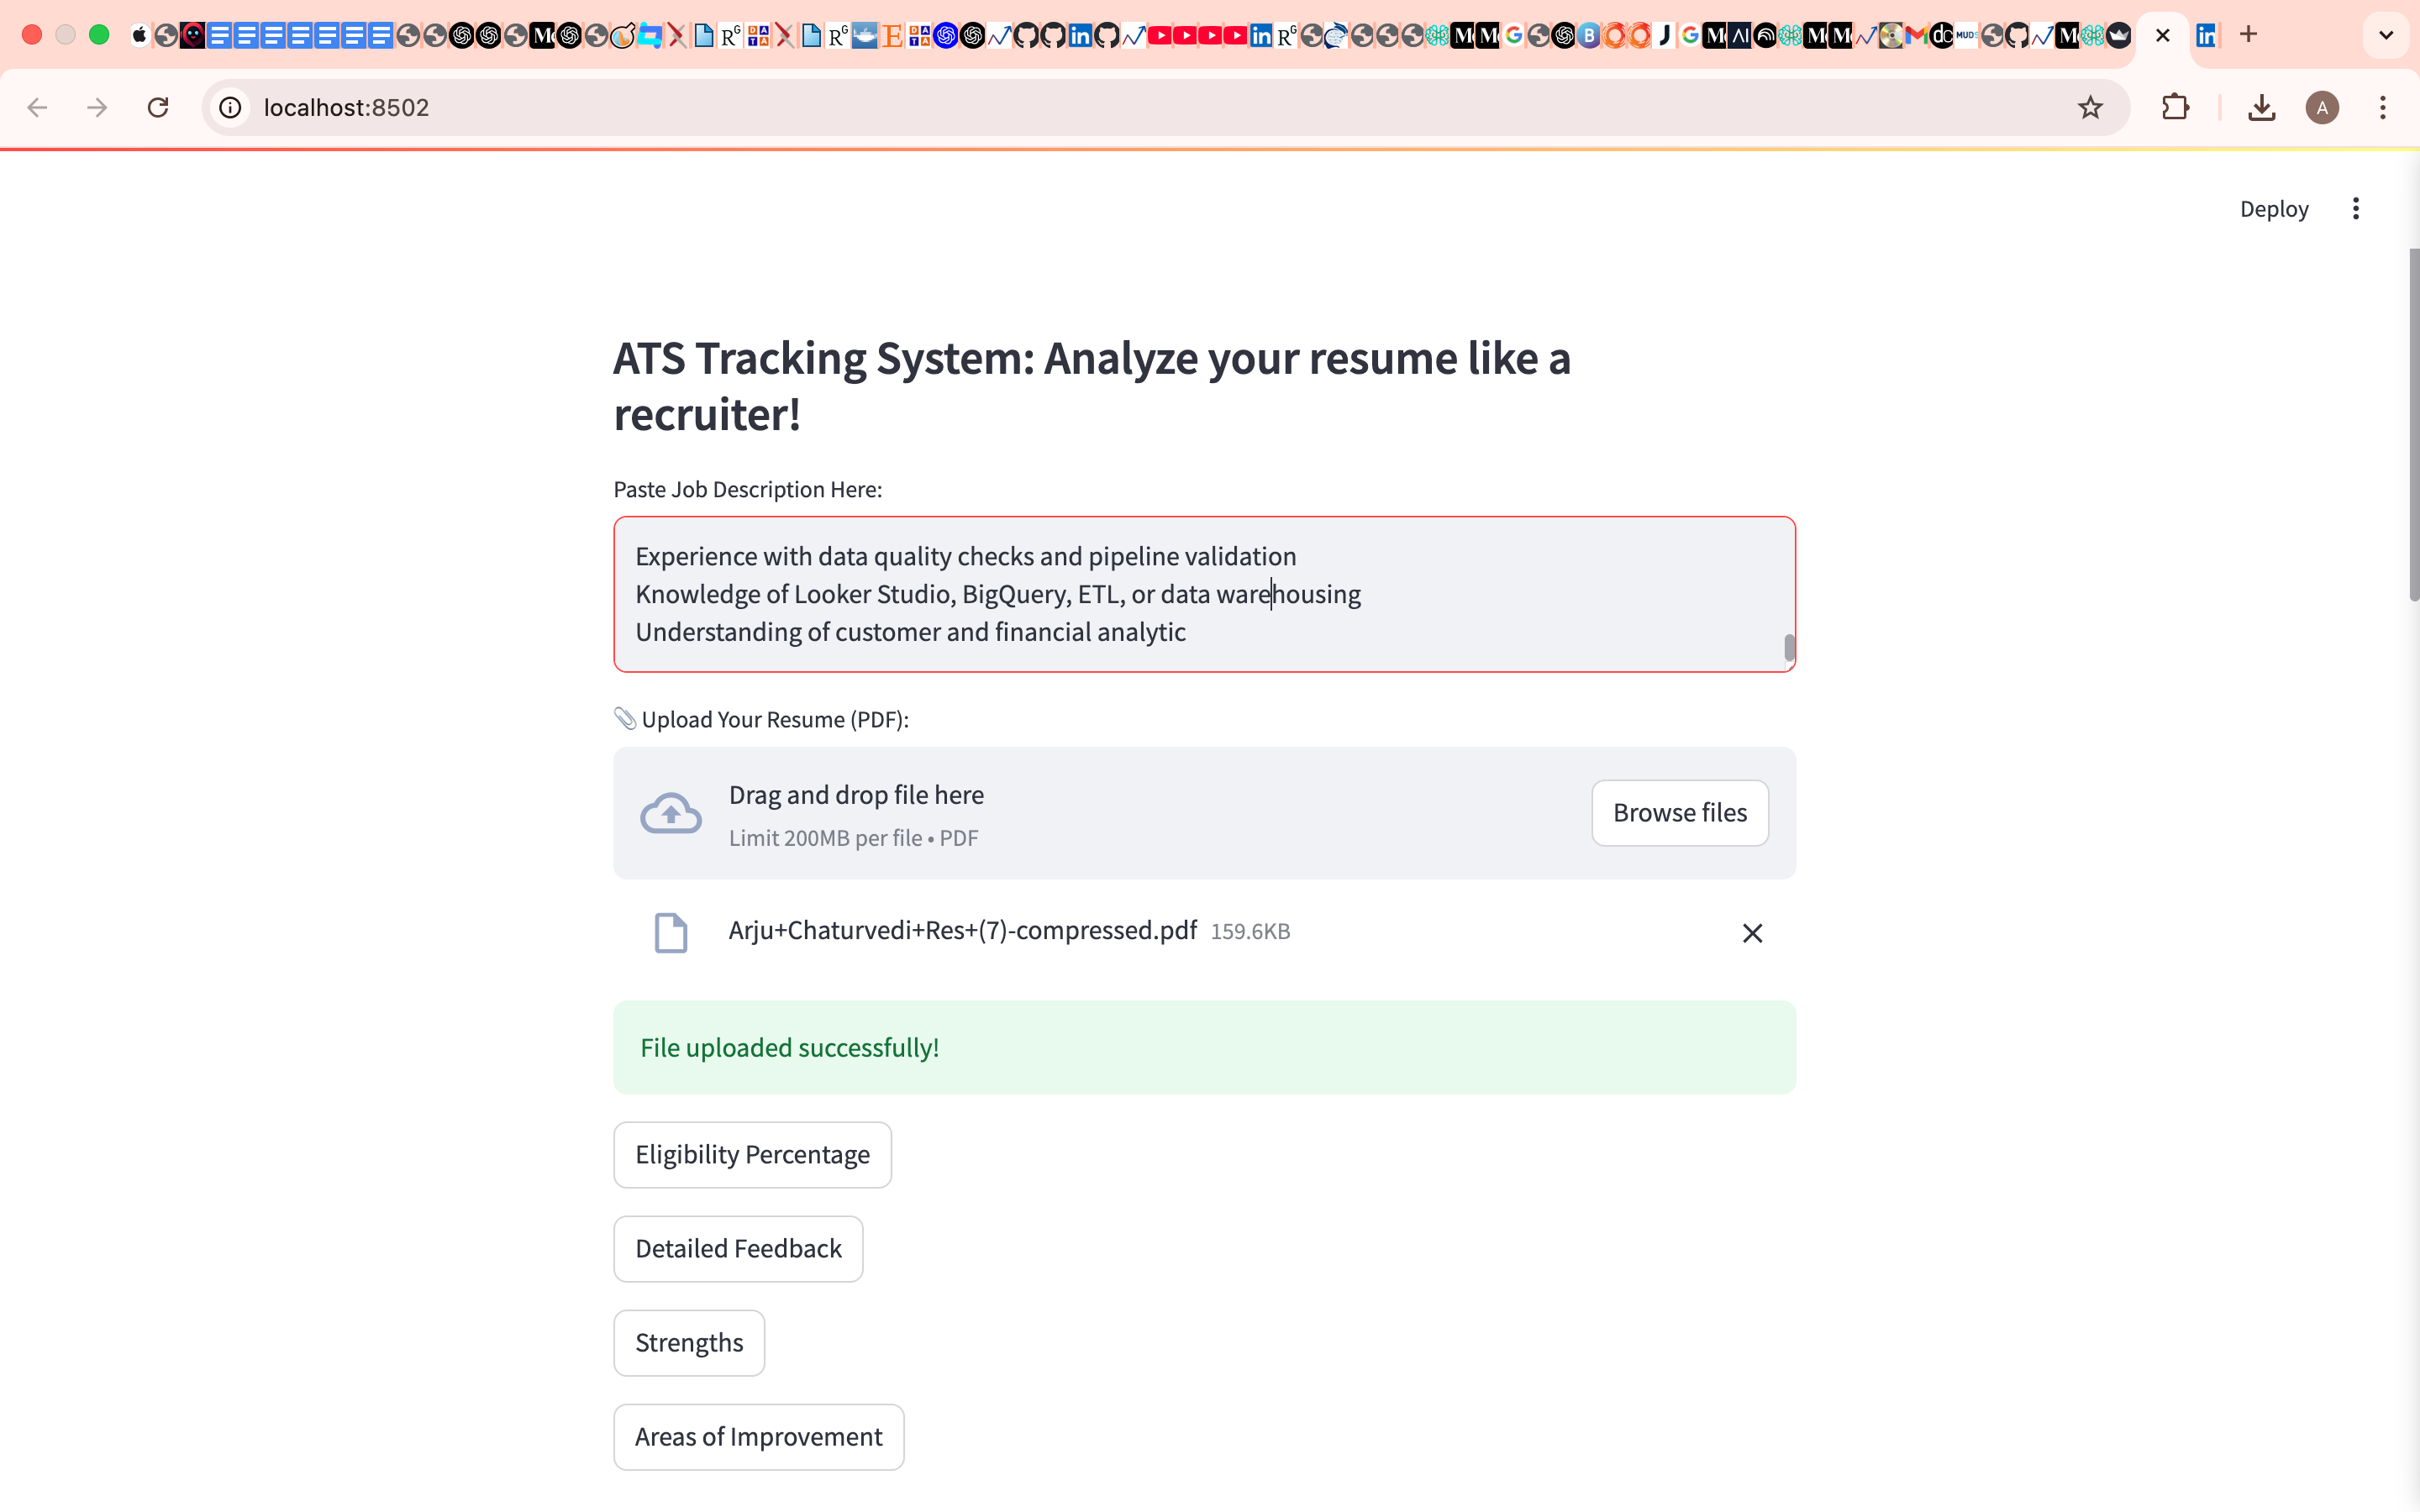 localhost:8502
A
Deploy
ATS Tracking System: Analyze your resume like a
recruiter!
Paste Job Description Here:
Experience with data quality checks and pipeline validation
Knowledge of Looker Studio, BigQuery, ETL, or data warehousing
Understanding of customer and financial analytic
Upload Your Resume (PDF):
Drag and drop file here
Limit 200MB per file • PDF
Browse files
Arju+Chaturvedi+Res+(7)-compressed.pdf 159.6KB
File uploaded successfully!
Eligibility Percentage
Detailed Feedback
Strengths
Areas of Improvement